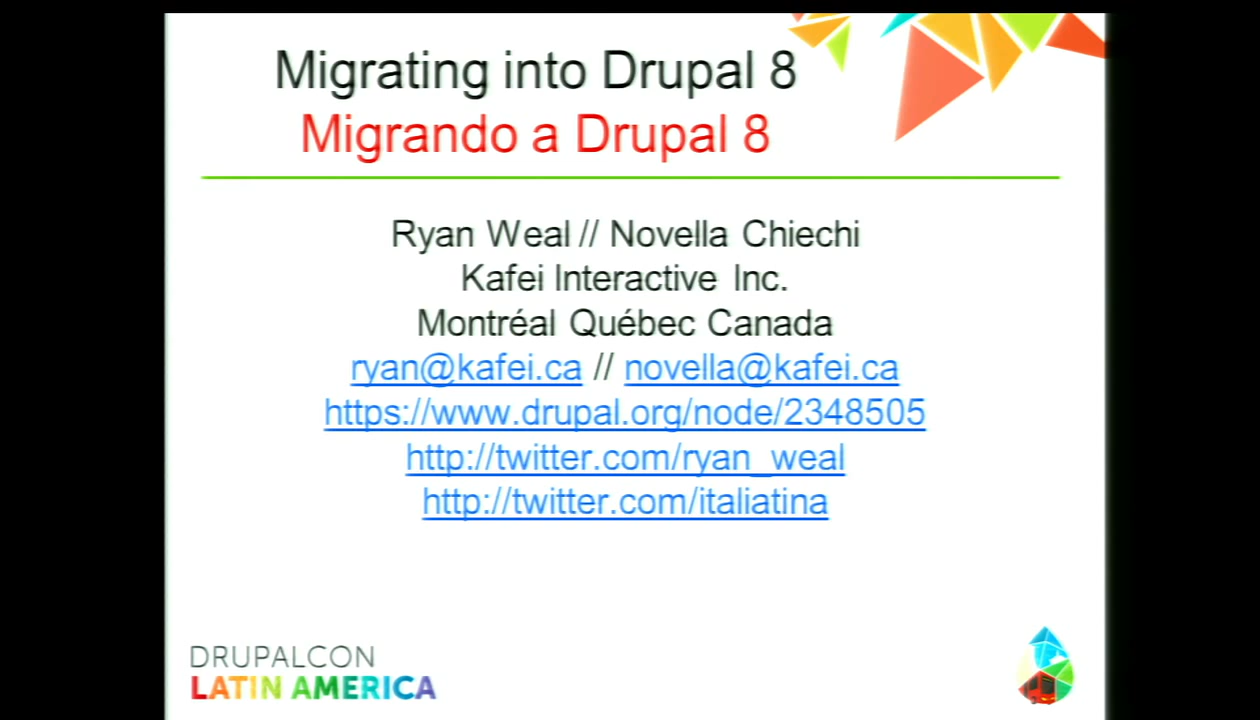 Migrating into Drupal 8
Migrando a Drupal 8
Ryan Weal // Novella Chiechi
Kafei Interactive Inc.
Montréal Québec Canada
ryan@kafei.ca // novella@kafei.ca
https://www.drupal.org/node/2348505
http://twitter.com/ryan_weal
http://twitter.com/italiatina
DRUPALCON
LATIN AMERICA